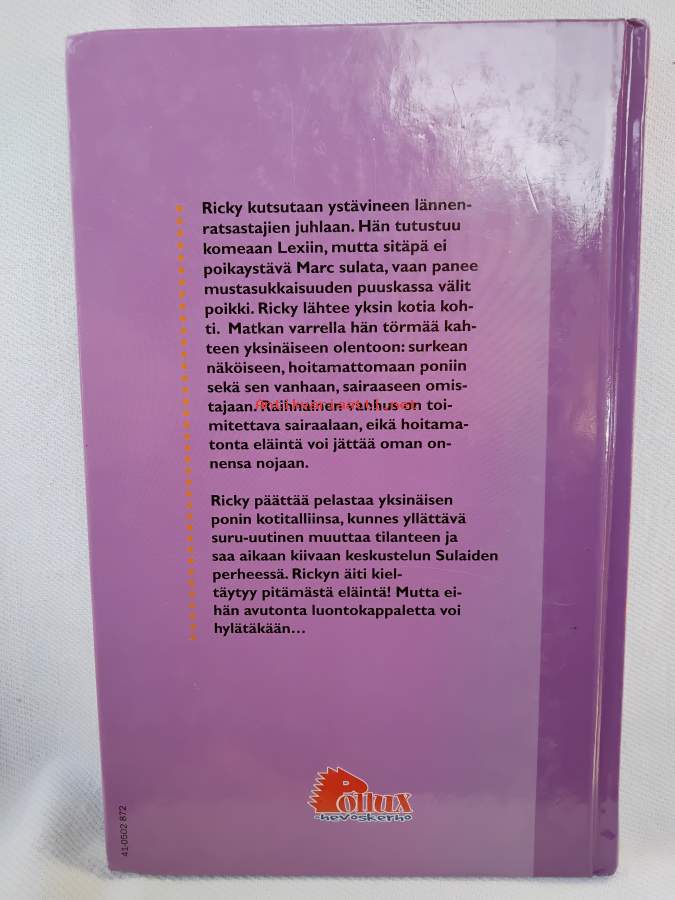 Ricky kutsutaan ystävineen lännen-
ratsastajien juhlaan. Hän tutustuu
komeaan Lexiin, mutta sitäpä ei
poikaystävä Marc sulata, vaan panee
mustasukkaisuuden puuskassa välit
poikki. Ricky lähtee yksin kotia koh-
ti. Matkan varrella hän törmää kah-
teen yksinäiseen olentoon: surkean
näköiseen, hoitamattomaan poniin
sekä sen vanhaan, sairaaseen omis-
tajaan. Raihnainen vanhus on toi-
mitettava sairaalaan, eikä hoitama-
tonta eläintä voi jättää oman on-
nensa nojaan.
Ricky päättää pelastaa yksinäisen
ponin kotitalliinsa, kunnes yllättävä
suru-uutinen muuttaa tilanteen ja
saa aikaan kiivaan keskustelun Sulaiden
perheessä. Rickyn äiti kiel-
täytyy pitämästä eläintä! Mutta ei-
hän avutonta luontokappaletta voi
hylätäkään...
Pollux
-hevoskerho
41-0502 872